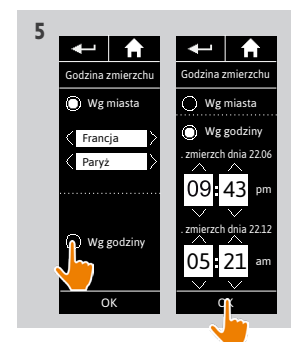 5
Godzina zmierzchu
Wg miasta
Francja
Paryż
Wg godziny
OK
Godzina zmierzchu
Wg miasta
Wg godziny
. zmierzch dnia 22.06
09:43 pm
. zmierzch dnia 22.12
05:21 am
OK